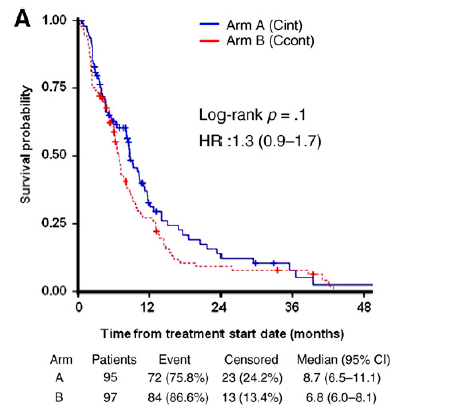 A
Arm A (Cint)
Arm B (Ccont)
Log-rank p = .1
HR :1.3 (0.9–1.7)
Survival probability
1.00
0.75
0.50
0.25
0.00
0 12 24 36 48
Time from treatment start date (months)
Arm Patients Event Censored Median (95% CI)
A 95 72 (75.8%) 23 (24.2%) 8.7 (6.5–11.1)
B 97 84 (86.6%) 13 (13.4%) 6.8 (6.0–8.1)